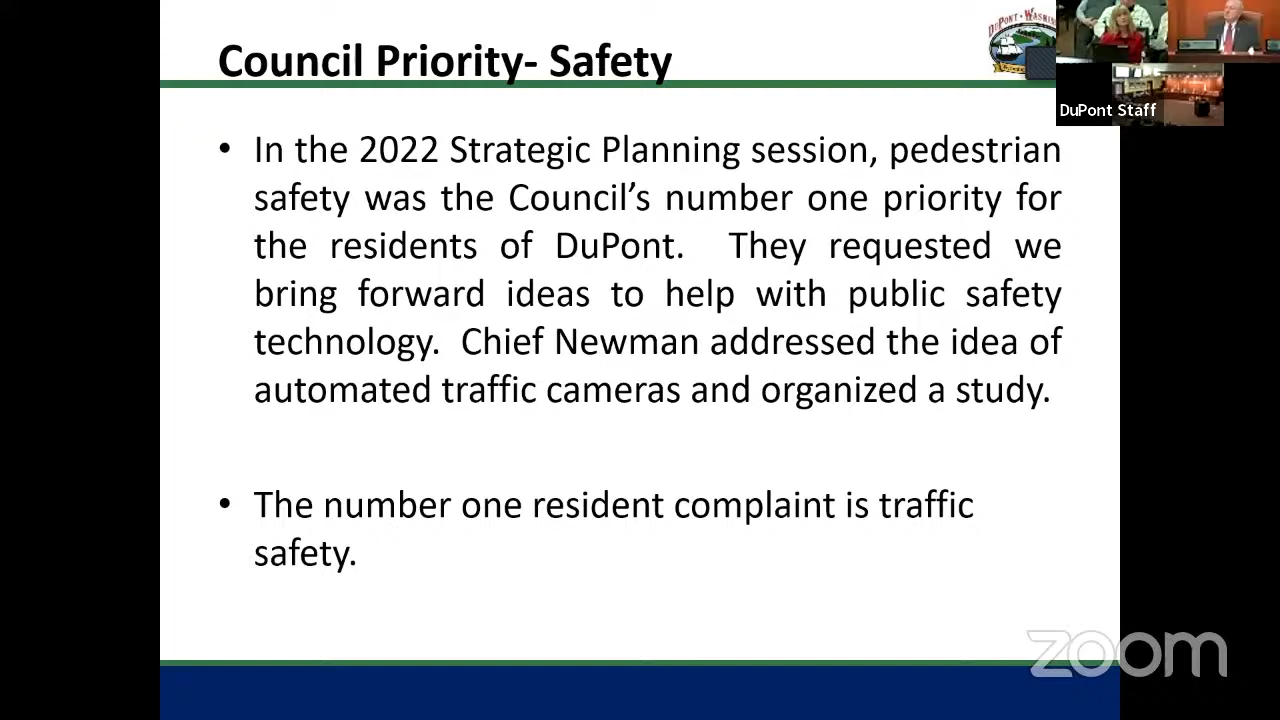 Council Priority- Safety
DUPONT • WASHIN
DuPont Staff
• In the 2022 Strategic Planning session, pedestrian
safety was the Council’s number one priority for
the residents of DuPont. They requested we
bring forward ideas to help with public safety
technology. Chief Newman addressed the idea of
automated traffic cameras and organized a study.
• The number one resident complaint is traffic
safety.
zoom